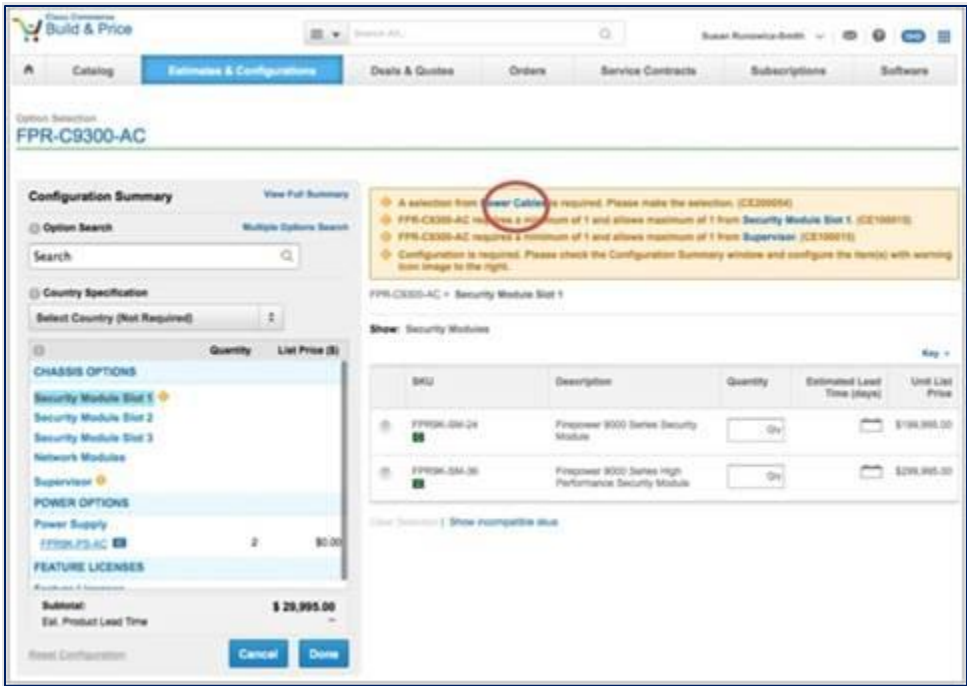 Cisco Commerce
Build & Price
Search All...
Susan Runowicz-Smith
Catalog
Estimates & Configurations
Deals & Quotes
Orders
Service Contracts
Subscriptions
Software
Option Selection
FPR-C9300-AC
Configuration Summary
View Full Summary
Option Search
Multiple Options Search
Search
Country Specification
Select Country (Not Required)
Quantity List Price ($)
CHASSIS OPTIONS
Security Module Slot 1
Security Module Slot 2
Security Module Slot 3
Network Modules
Supervisor
POWER OPTIONS
Power Supply
FPR9K-PS-AC 2 $0.00
FEATURE LICENSES
Subtotal: $ 29,995.00
Est. Product Lead Time --
Reset Configuration
Cancel
Done
A selection from Power Cables is required. Please make the selection. (CE200054)
FPR-C9300-AC requires a minimum of 1 and allows maximum of 1 from Security Module Slot 1. (CE100015)
FPR-C9300-AC requires a minimum of 1 and allows maximum of 1 from Supervisor. (CE100015)
Configuration is required. Please check the Configuration Summary window and configure the item(s) with warning
icon image to the right.
FPR-C9300-AC > Security Module Slot 1
Show: Security Modules
Key
SKU Description Quantity Estimated Lead Time (days) Unit List Price
FPR9K-SM-24 Firepower 9000 Series Security Qty $199,995.00
Module
FPR9K-SM-36 Firepower 9000 Series High Qty $299,995.00
Performance Security Module
Clear Selection | Show incompatible skus